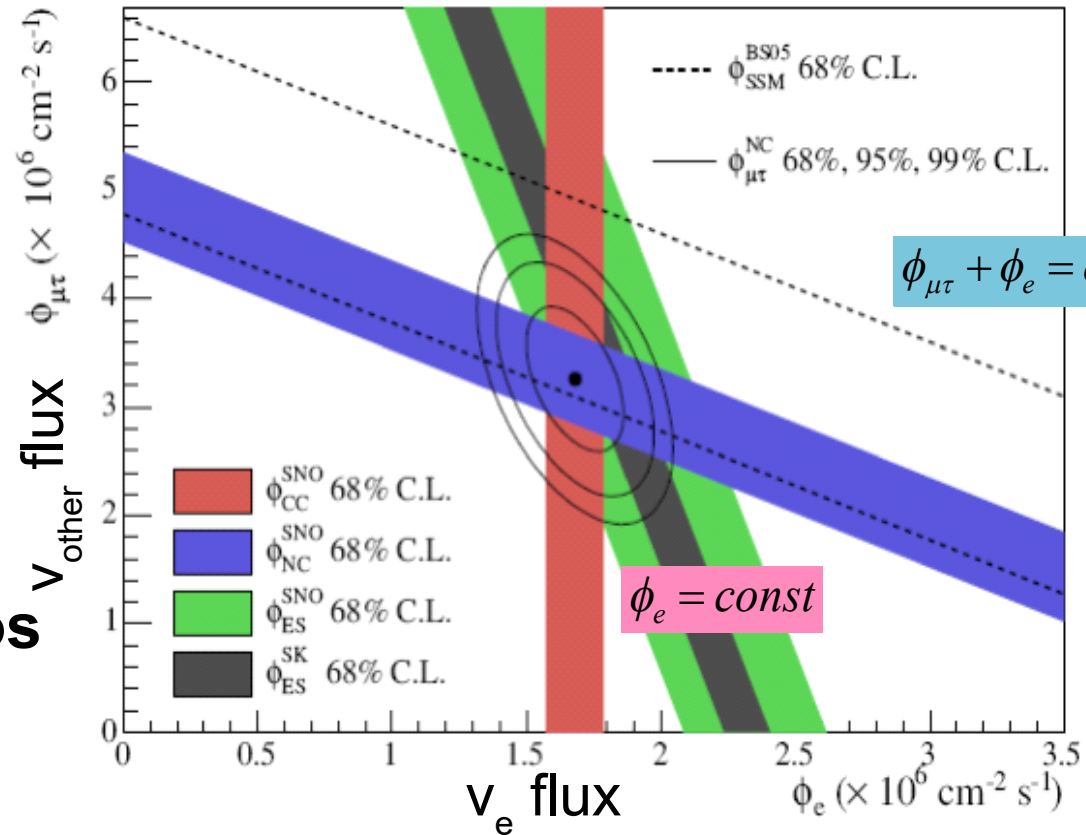 ϕ_SSM^BS05 68% C.L.
ϕ_μτ^NC 68%, 95%, 99% C.L.
ϕ_μτ + ϕ_e =
ϕ_μτ (× 10^6 cm^-2 s^-1)
ν_other flux
6
5
4
3
2
1
0
ϕ_CC^SNO 68% C.L.
ϕ_NC^SNO 68% C.L.
ϕ_ES^SNO 68% C.L.
ϕ_ES^SK 68% C.L.
ϕ_e = const
0 0.5 1 1.5 2 2.5 3 3.5
ν_e flux
ϕ_e (× 10^6 cm^-2 s^-1)